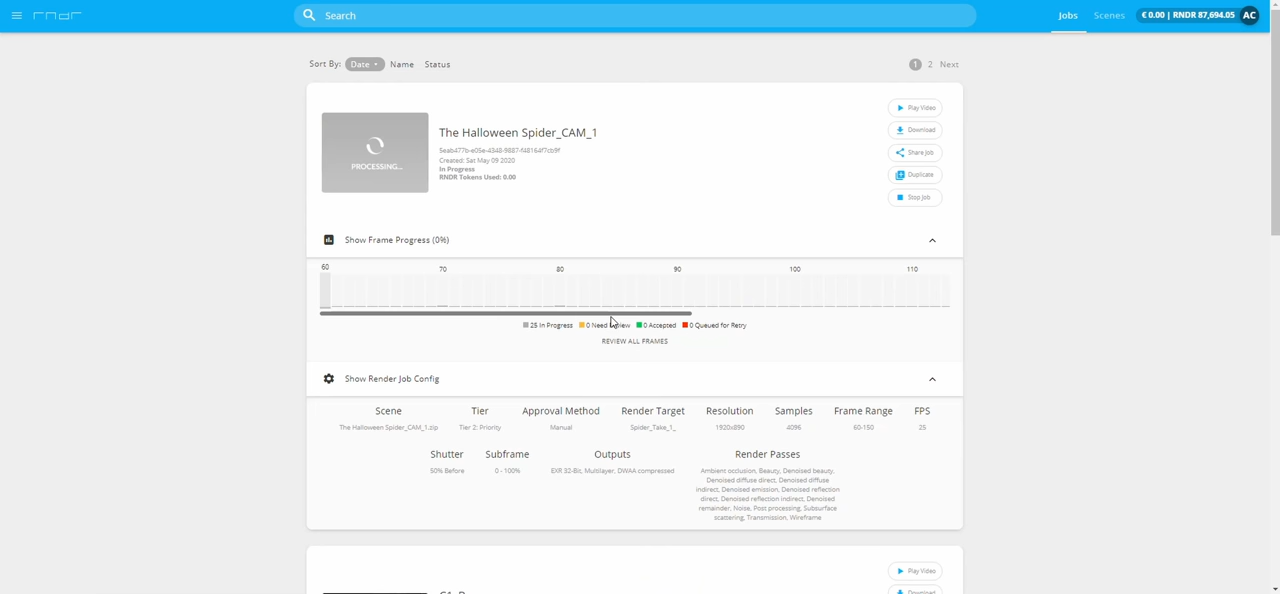 rndr
Search
Jobs
Scenes
€ 0.00 | RNDR 87,694.05
AC
Sort By: Date Name Status
1 2 Next
PROCESSING...
The Halloween Spider_CAM_1
Created: Sat May 09 2020
In Progress
RNDR Tokens Used: 0.00
Play Video
Download
Share Job
Duplicate
Stop Job
Show Frame Progress (0%)
60 70 80 90 100 110
25 In Progress 0 Need Review 0 Accepted 0 Queued for Retry
REVIEW ALL FRAMES
Show Render Job Config
Scene Tier Approval Method Render Target Resolution Samples Frame Range FPS
The Halloween Spider_CAM_1.zip Tier 2: Priority Manual Spider_Take_1_ 1920x890 4096 60-150 25
Shutter Subframe Outputs Render Passes
50% Before 0 - 100% EXR 32-Bit, Multilayer, DWAA compressed
Ambient occlusion, Beauty, Denoised beauty,
Denoised diffuse direct, Denoised diffuse
indirect, Denoised emission, Denoised reflection
direct, Denoised reflection indirect, Denoised
remainder, Noise, Post processing, Subsurface
scattering, Transmission, Wireframe
Play Video
Download